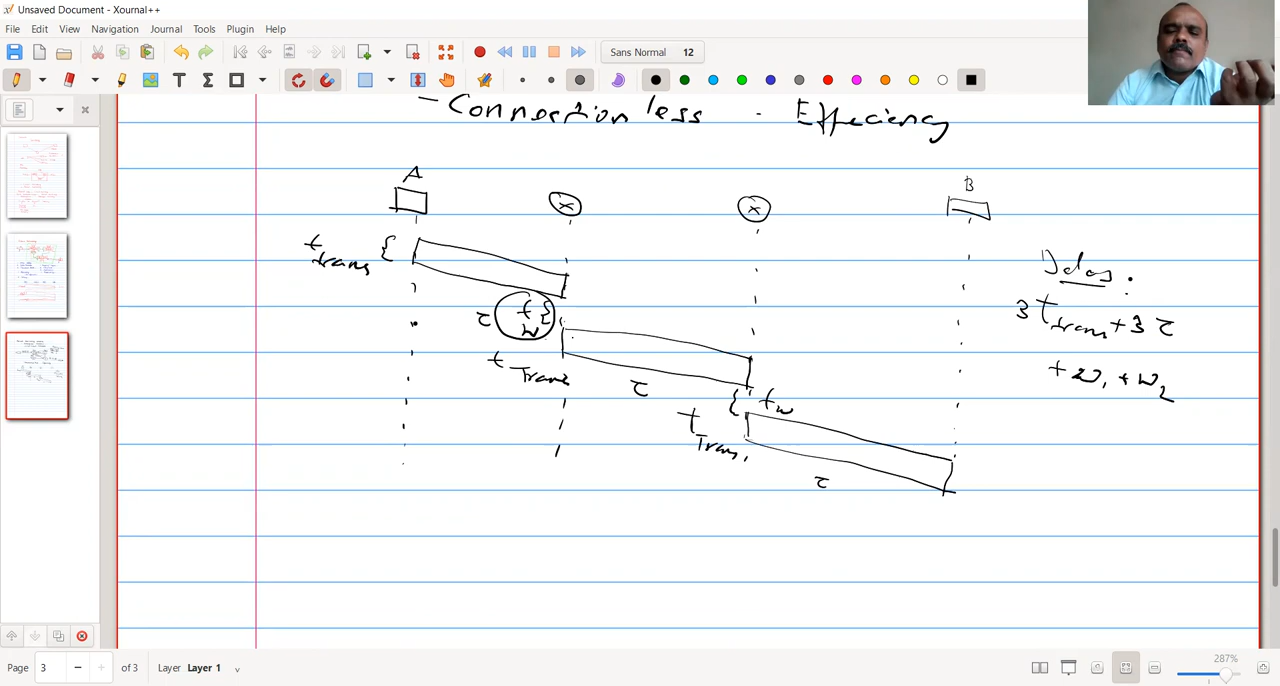 Unsaved Document - Xournal++
File Edit View Navigation Journal Tools Plugin Help
Sans Normal 12
- Connection less - Effeciency
A
B
x x
t trans {
Delay:
3 t trans + 3 τ
+ w1 + w2
τ t w {
t Trans
τ
{ t w
t Trans.
τ
Page 3 of 3 Layer Layer 1
287%